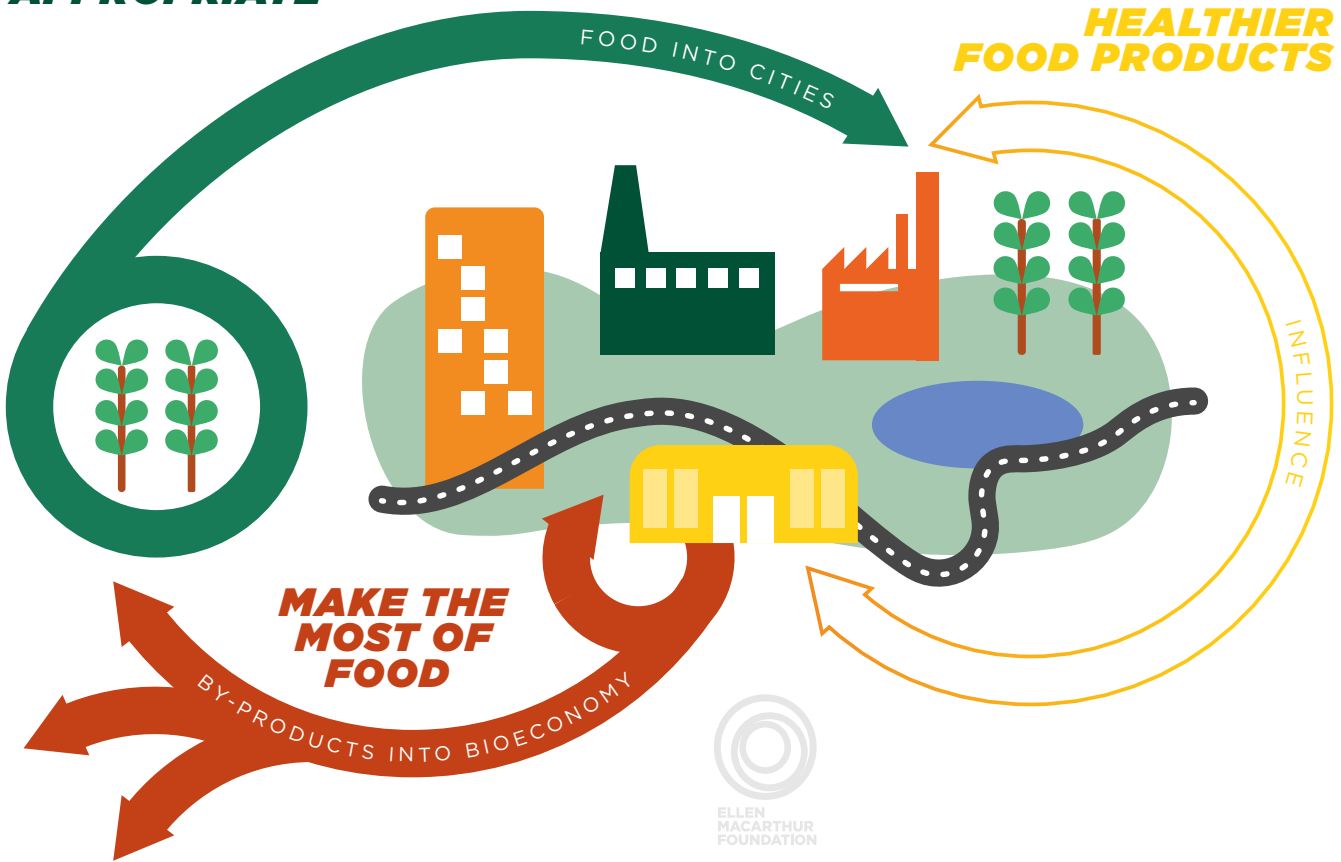 APPROPRIATE
HEALTHIER
FOOD PRODUCTS
FOOD INTO CITIES
INFLUENCE
MAKE THE
MOST OF
FOOD
BY-PRODUCTS INTO BIOECONOMY
ELLEN
MACARTHUR
FOUNDATION